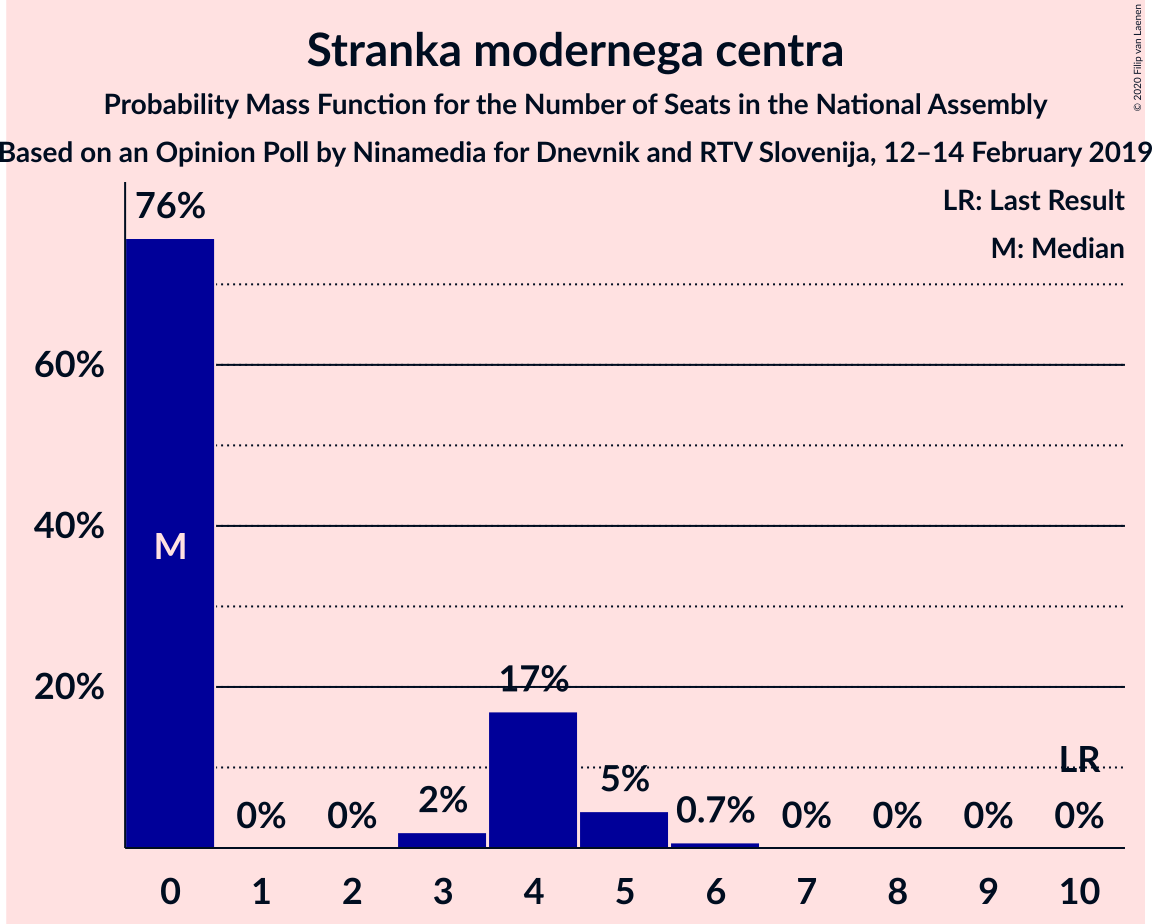 Stranka modernega centra
Probability Mass Function for the Number of Seats in the National Assembly
Based on an Opinion Poll by Ninamedia for Dnevnik and RTV Slovenija, 12–14 February 2019
© 2020 Filip van Laenen
LR: Last Result
M: Median
76%
60%
40%
20%
M
0%
0%
2%
17%
5%
0.7%
0%
0%
0%
LR
0%
0 1 2 3 4 5 6 7 8 9 10